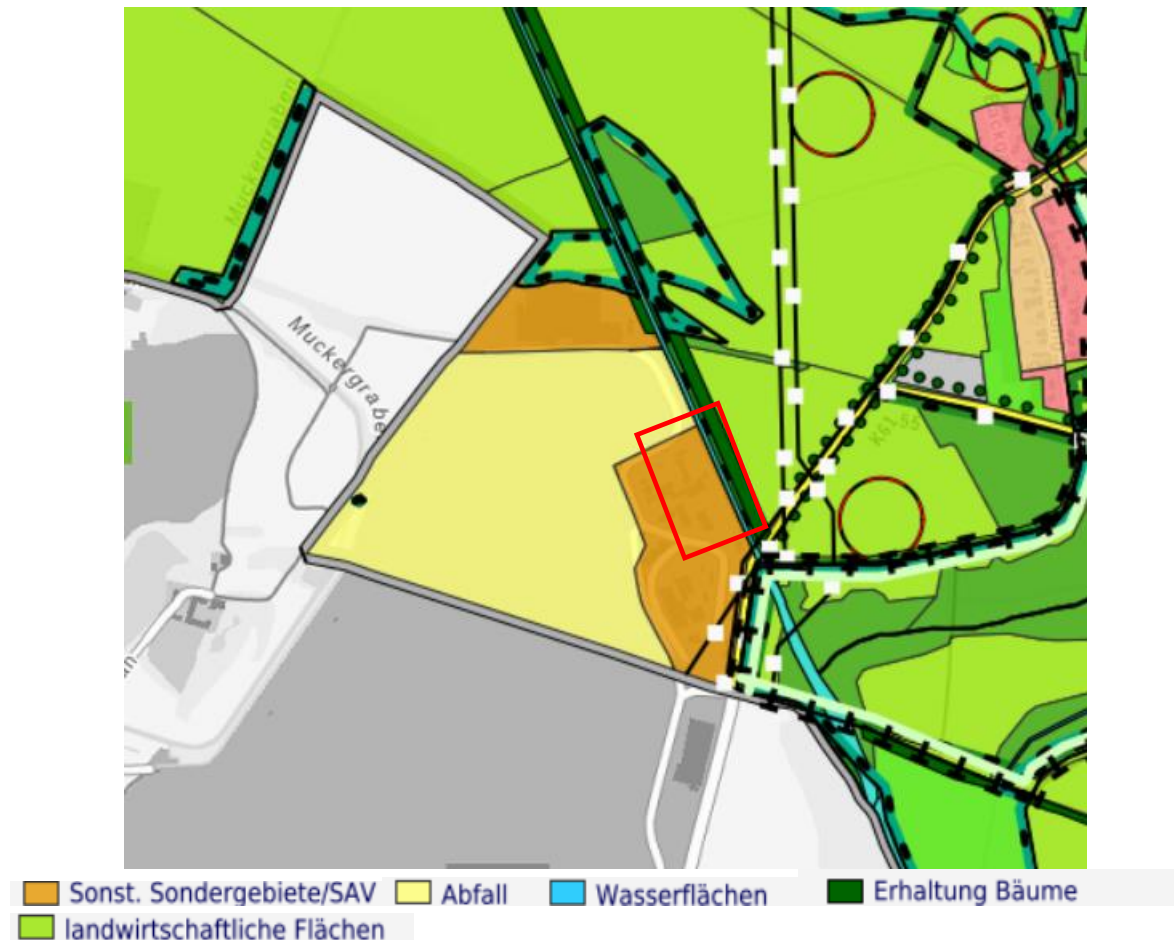 Muckergraben
Muckergrabe
K6155
Sonst. Sondergebiete/SAV
Abfall
Wasserflächen
Erhaltung Bäume
landwirtschaftliche Flächen